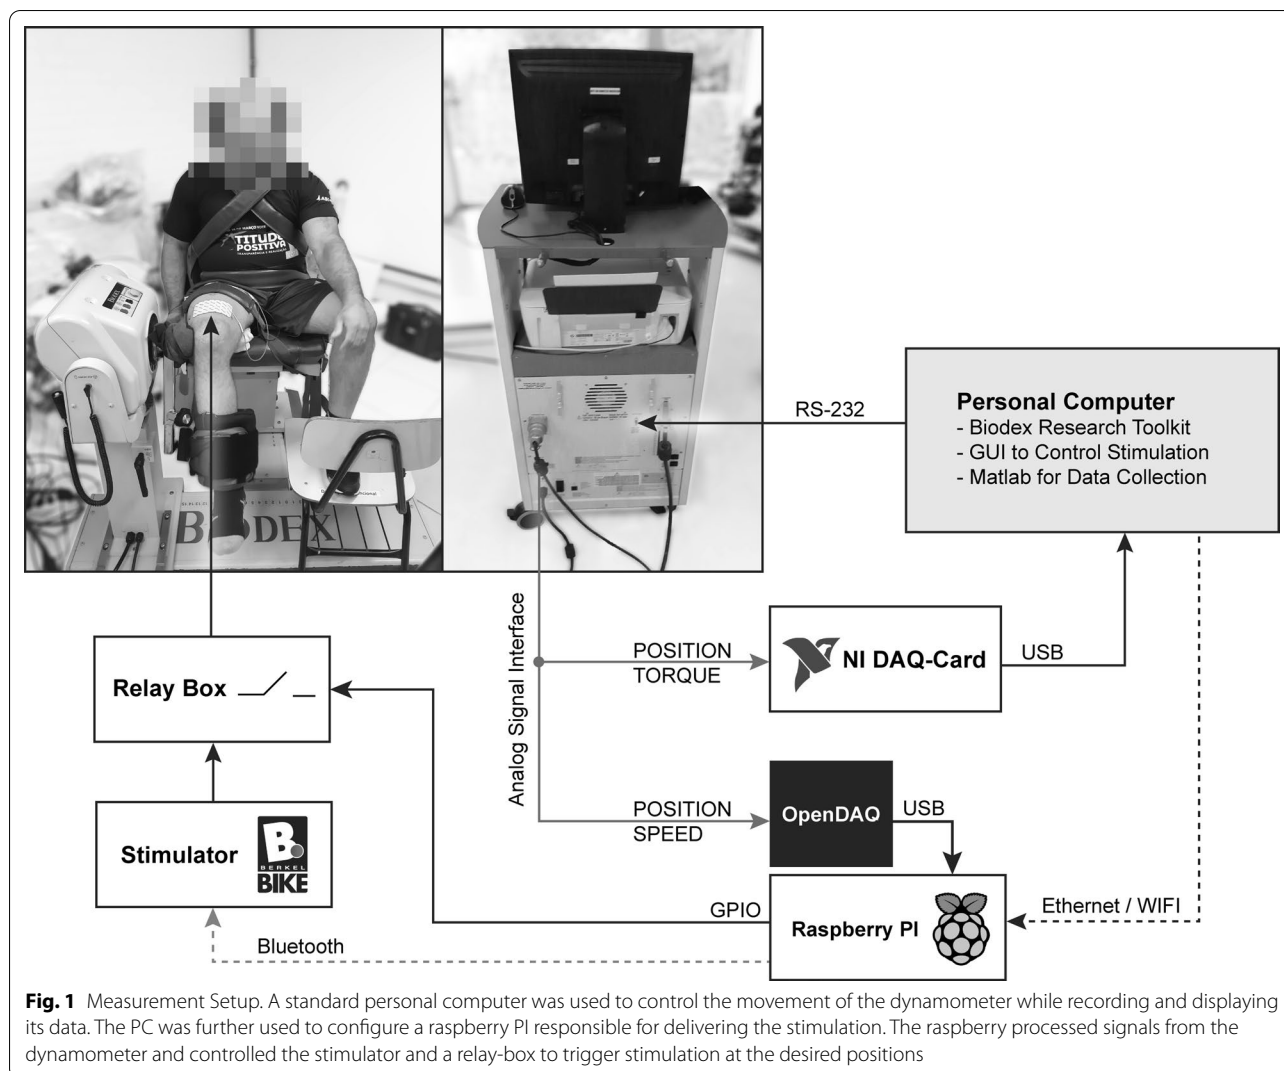 TITUDE
POSITIVA
BIODEX
BIODEX
RS-232
Personal Computer
- Biodex Research Toolkit
- GUI to Control Stimulation
- Matlab for Data Collection
Analog Signal Interface
POSITION
TORQUE
NI DAQ-Card
USB
Relay Box
POSITION
SPEED
OpenDAQ
USB
Stimulator
B.
BERKEL
BIKE
GPIO
Raspberry PI
Ethernet / WIFI
Bluetooth
Fig. 1 Measurement Setup. A standard personal computer was used to control the movement of the dynamometer while recording and displaying
its data. The PC was further used to configure a raspberry PI responsible for delivering the stimulation. The raspberry processed signals from the
dynamometer and controlled the stimulator and a relay-box to trigger stimulation at the desired positions